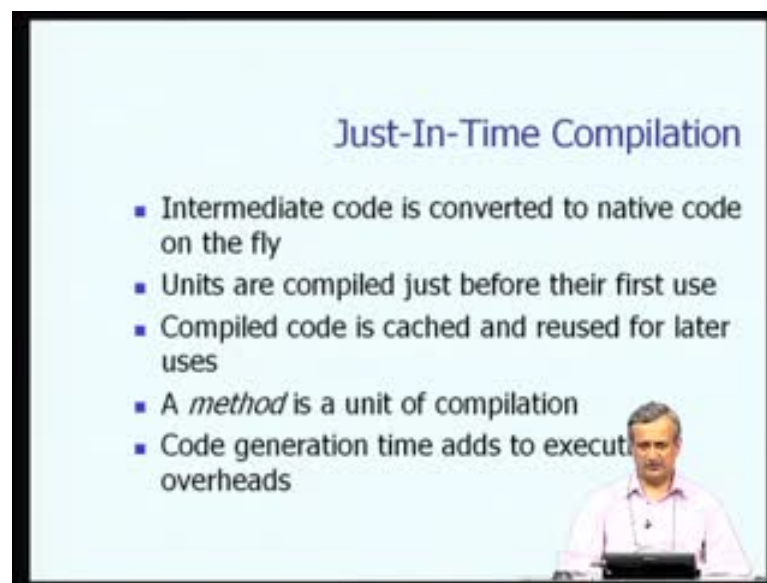 Just-In-Time Compilation
Intermediate code is converted to native code
on the fly
Units are compiled just before their first use
Compiled code is cached and reused for later
uses
A method is a unit of compilation
Code generation time adds to
overheads